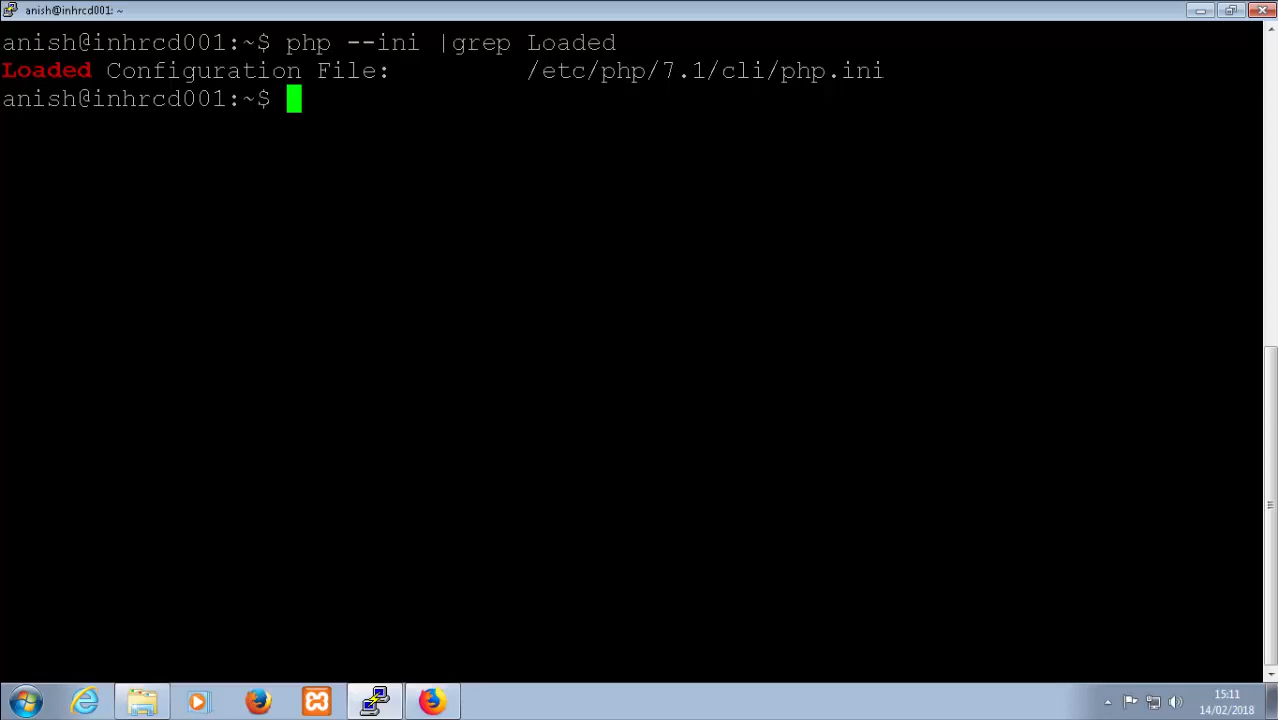 anish@inhrcd001: ~
anish@inhrcd001:~$ php --ini |grep Loaded
Loaded Configuration File:         /etc/php/7.1/cli/php.ini
anish@inhrcd001:~$
15:11
14/02/2018